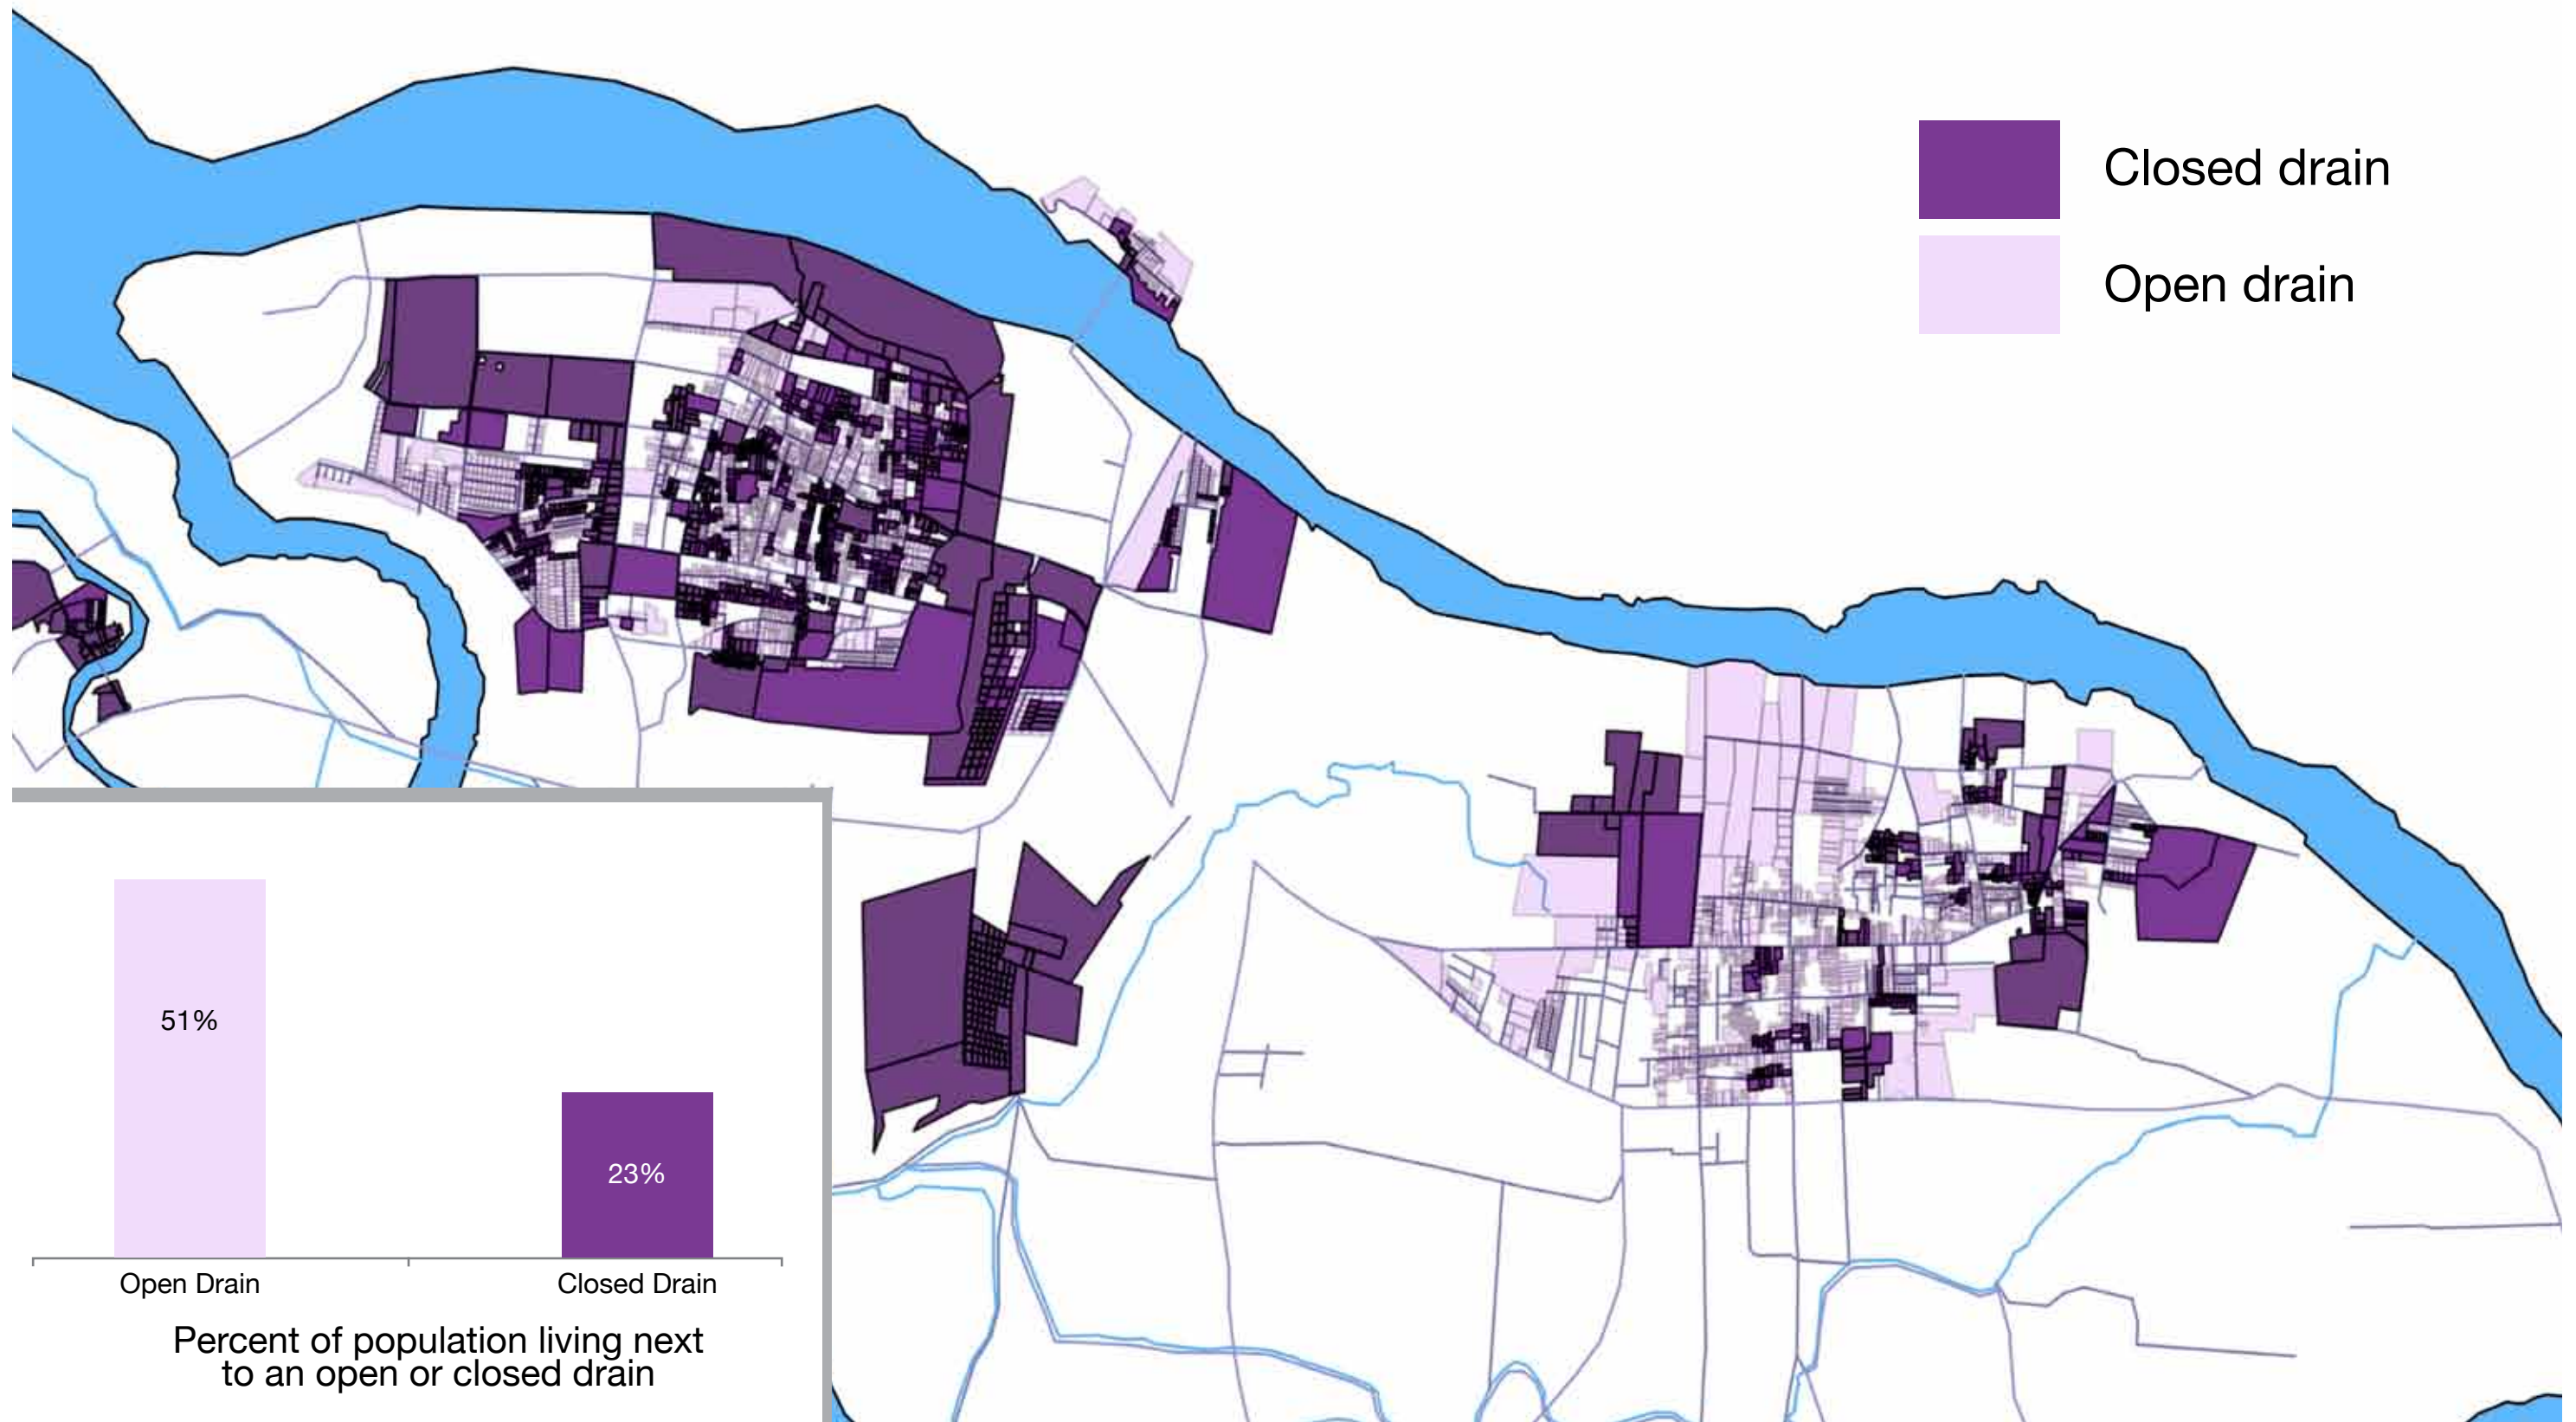 Closed drain
Open drain
51%
23%
Open Drain
Closed Drain
Percent of population living next
to an open or closed drain